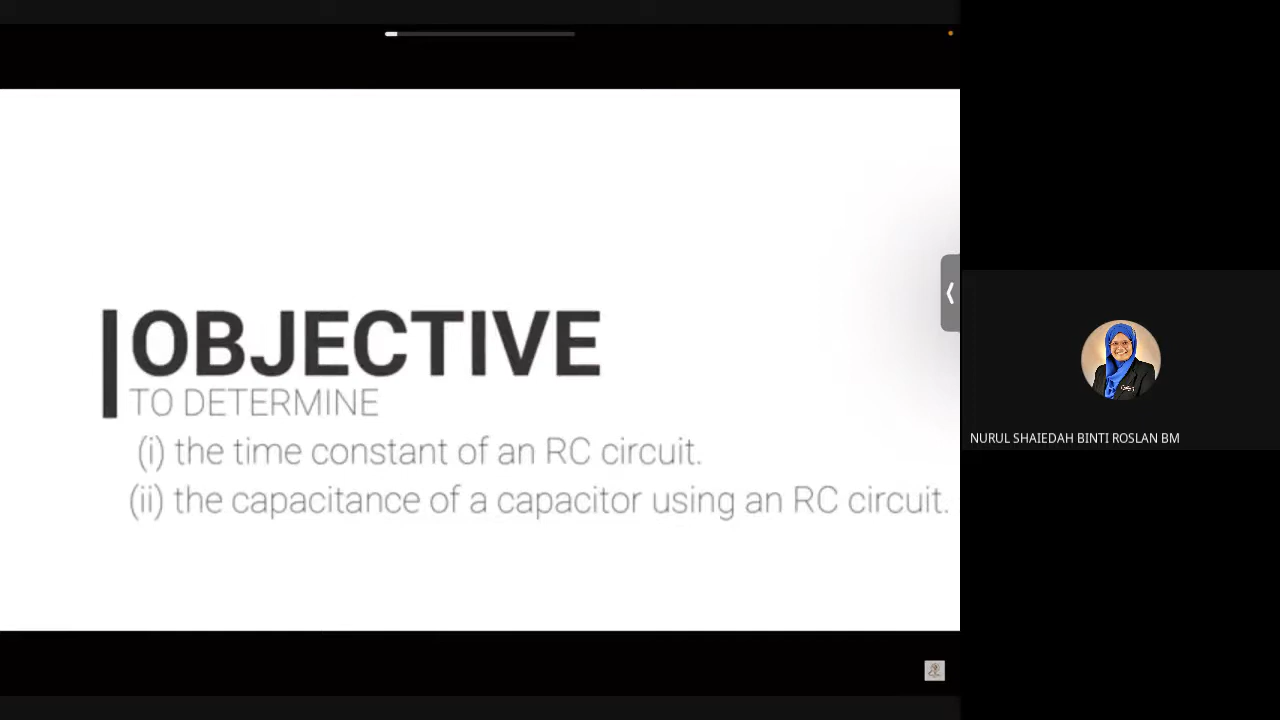 OBJECTIVE
TO DETERMINE
(i) the time constant of an RC circuit.
(ii) the capacitance of a capacitor using an RC circuit.
NURUL SHAIEDAH BINTI ROSLAN BM